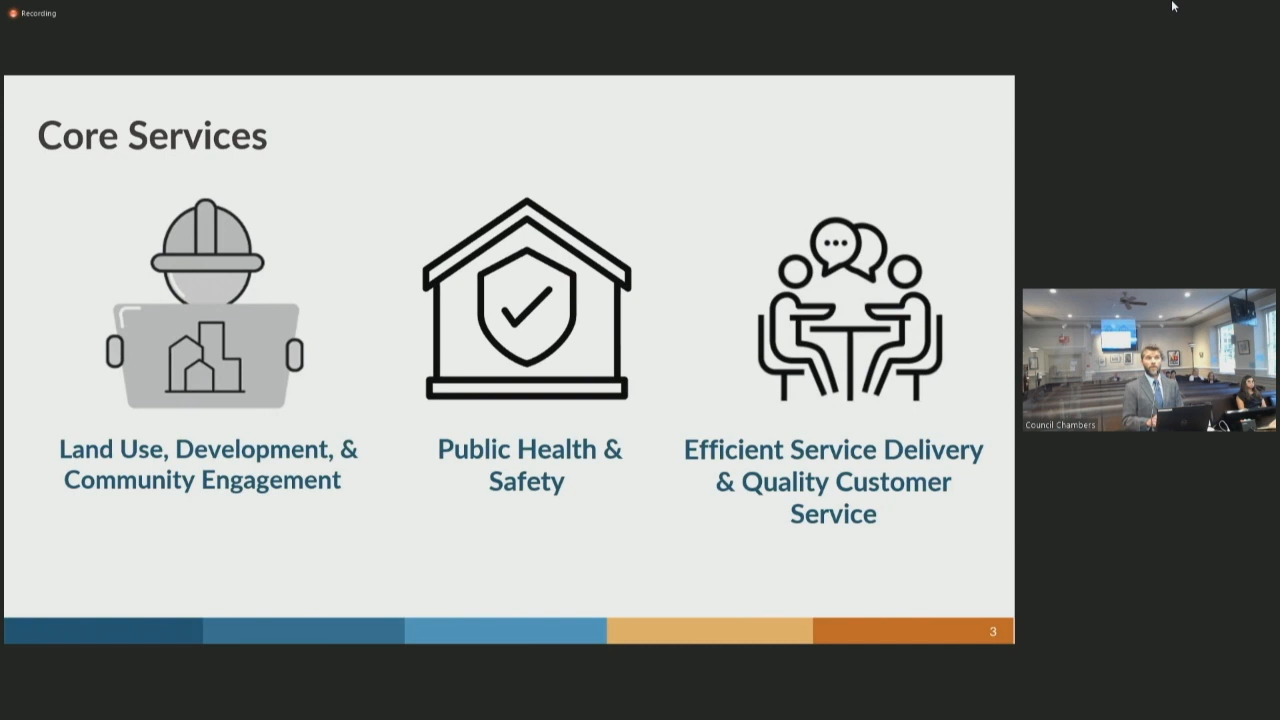 Recording
Core Services
Land Use, Development, &
Community Engagement
Public Health &
Safety
Efficient Service Delivery
& Quality Customer
Service
3
Council Chambers